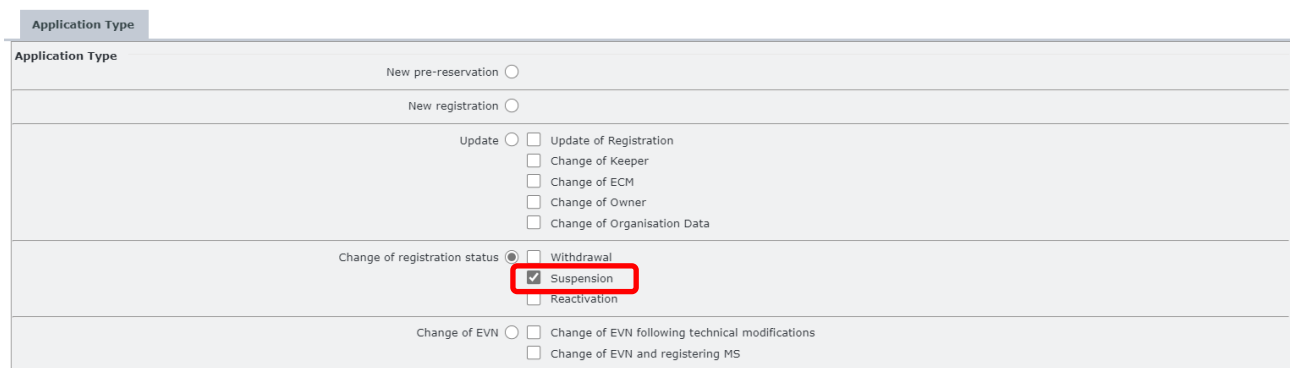 Application Type
Application Type
New pre-reservation
New registration
Update Update of Registration
Change of Keeper
Change of ECM
Change of Owner
Change of Organisation Data
Change of registration status Withdrawal
Suspension
Reactivation
Change of EVN Change of EVN following technical modifications
Change of EVN and registering MS